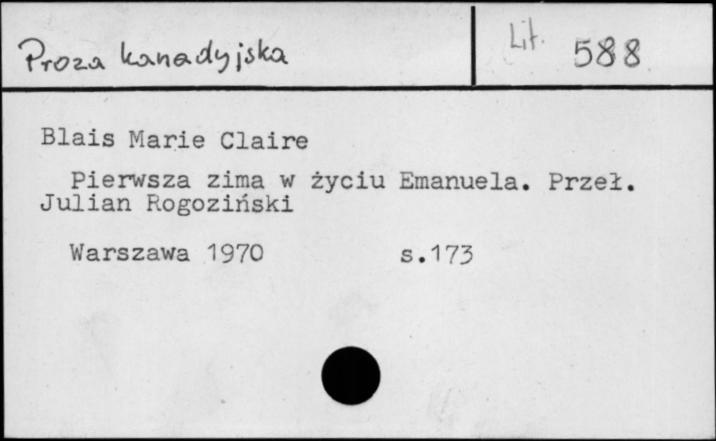 Proza kanadyjska
Lit. 588
Blais Marie Claire
Pierwsza zima w życiu Emanuela. Przeł.
Julian Rogoziński
Warszawa 1970 s.173